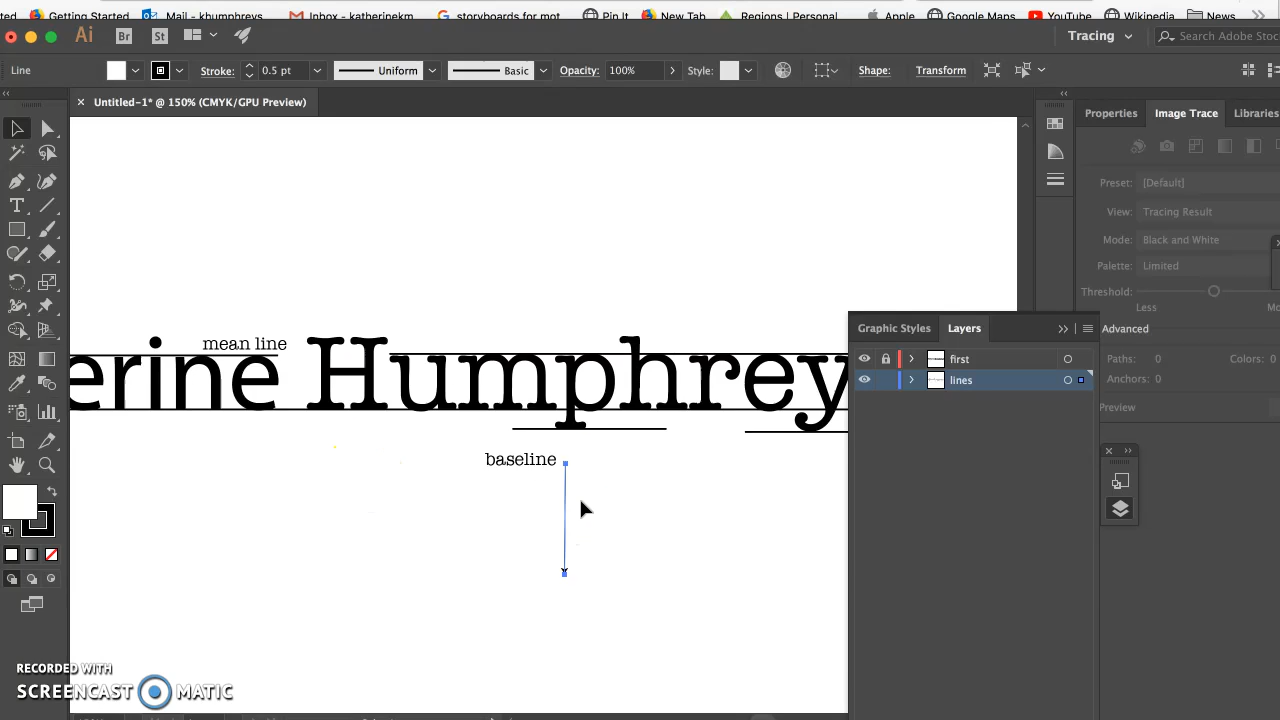 ed
Getting Started
Outlook
Mail - khumphreys
Inbox - katherinekm
storyboards for mot
Pin It
New Tab
Regions | Personal
Apple
Google Maps
YouTube
Wikipedia
News
Ai
Br
St
Tracing
Search Adobe Stoc
Line
Stroke:
0.5 pt
Uniform
Basic
Opacity:
100%
Style:
Shape:
Transform
Untitled-1* @ 150% (CMYK/GPU Preview)
Properties
Image Trace
Libraries
Preset:
[Default]
View:
Tracing Result
Mode:
Black and White
Palette:
Limited
Threshold:
Less
Mo
Advanced
Paths: 0
Colors: 0
Anchors: 0
Preview
Graphic Styles
Layers
first
lines
mean line
erine Humphrey
baseline
RECORDED WITH
SCREENCAST MATIC